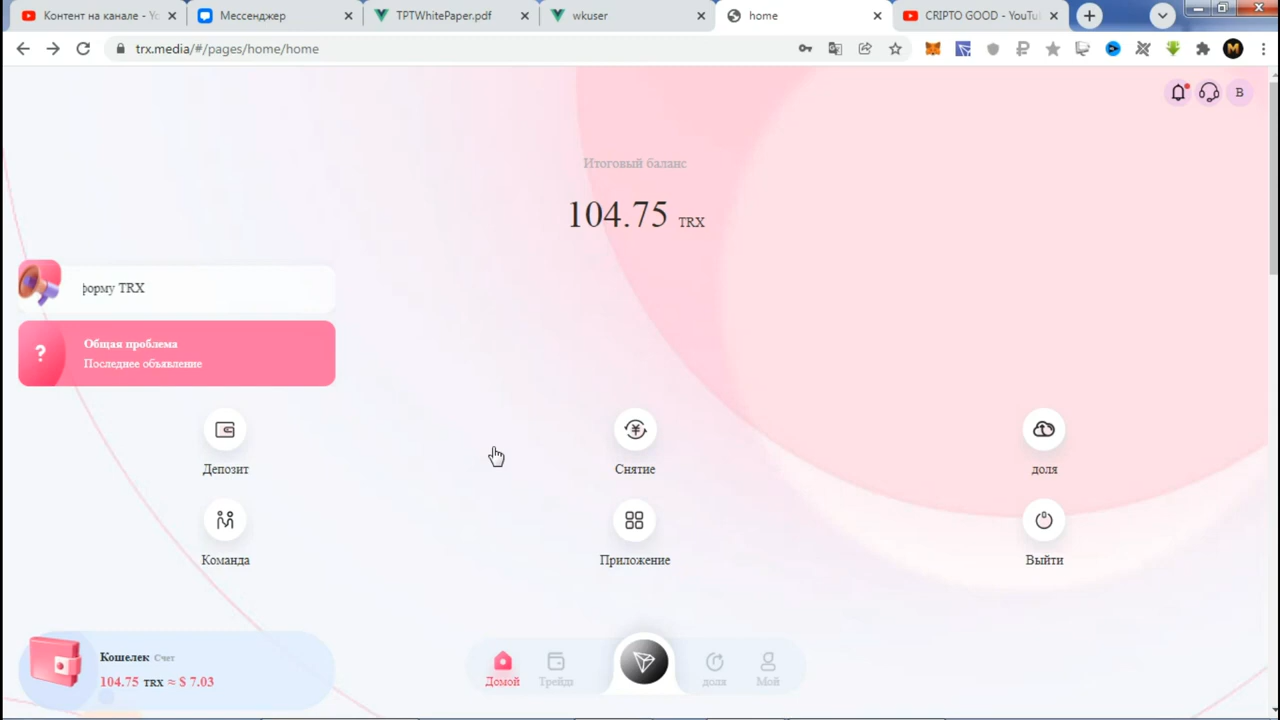 Контент на канале - Yo
Мессенджер
TPTWhitePaper.pdf
wkuser
home
CRIPTO GOOD - YouTu
trx.media/#/pages/home/home
M
B
Итоговый баланс
104.75 TRX
форму TRX
?
Общая проблема
Последнее объявление
Депозит
Снятие
доля
Команда
Приложение
Выйти
Кошелек Счет
104.75 TRX ≈ $ 7.03
Домой
Трейдь
доля
Мой